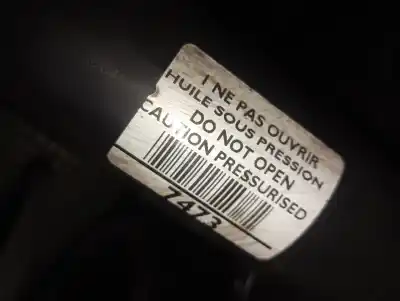 ! NE PAS OUVRIR
HUILE SOUS PRESSION
DO NOT OPEN
CAUTION PRESSURISED
7473